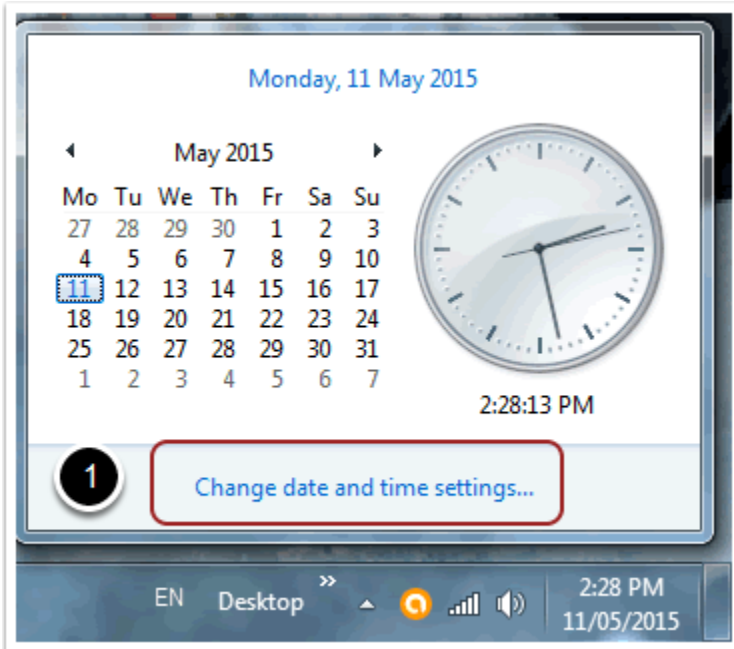 Monday, 11 May 2015
May 2015
Mo Tu We Th Fr Sa Su
27 28 29 30 1 2 3
4 5 6 7 8 9 10
11 12 13 14 15 16 17
18 19 20 21 22 23 24
25 26 27 28 29 30 31
1 2 3 4 5 6 7
2:28:13 PM
1
Change date and time settings...
EN Desktop » 2:28 PM
11/05/2015